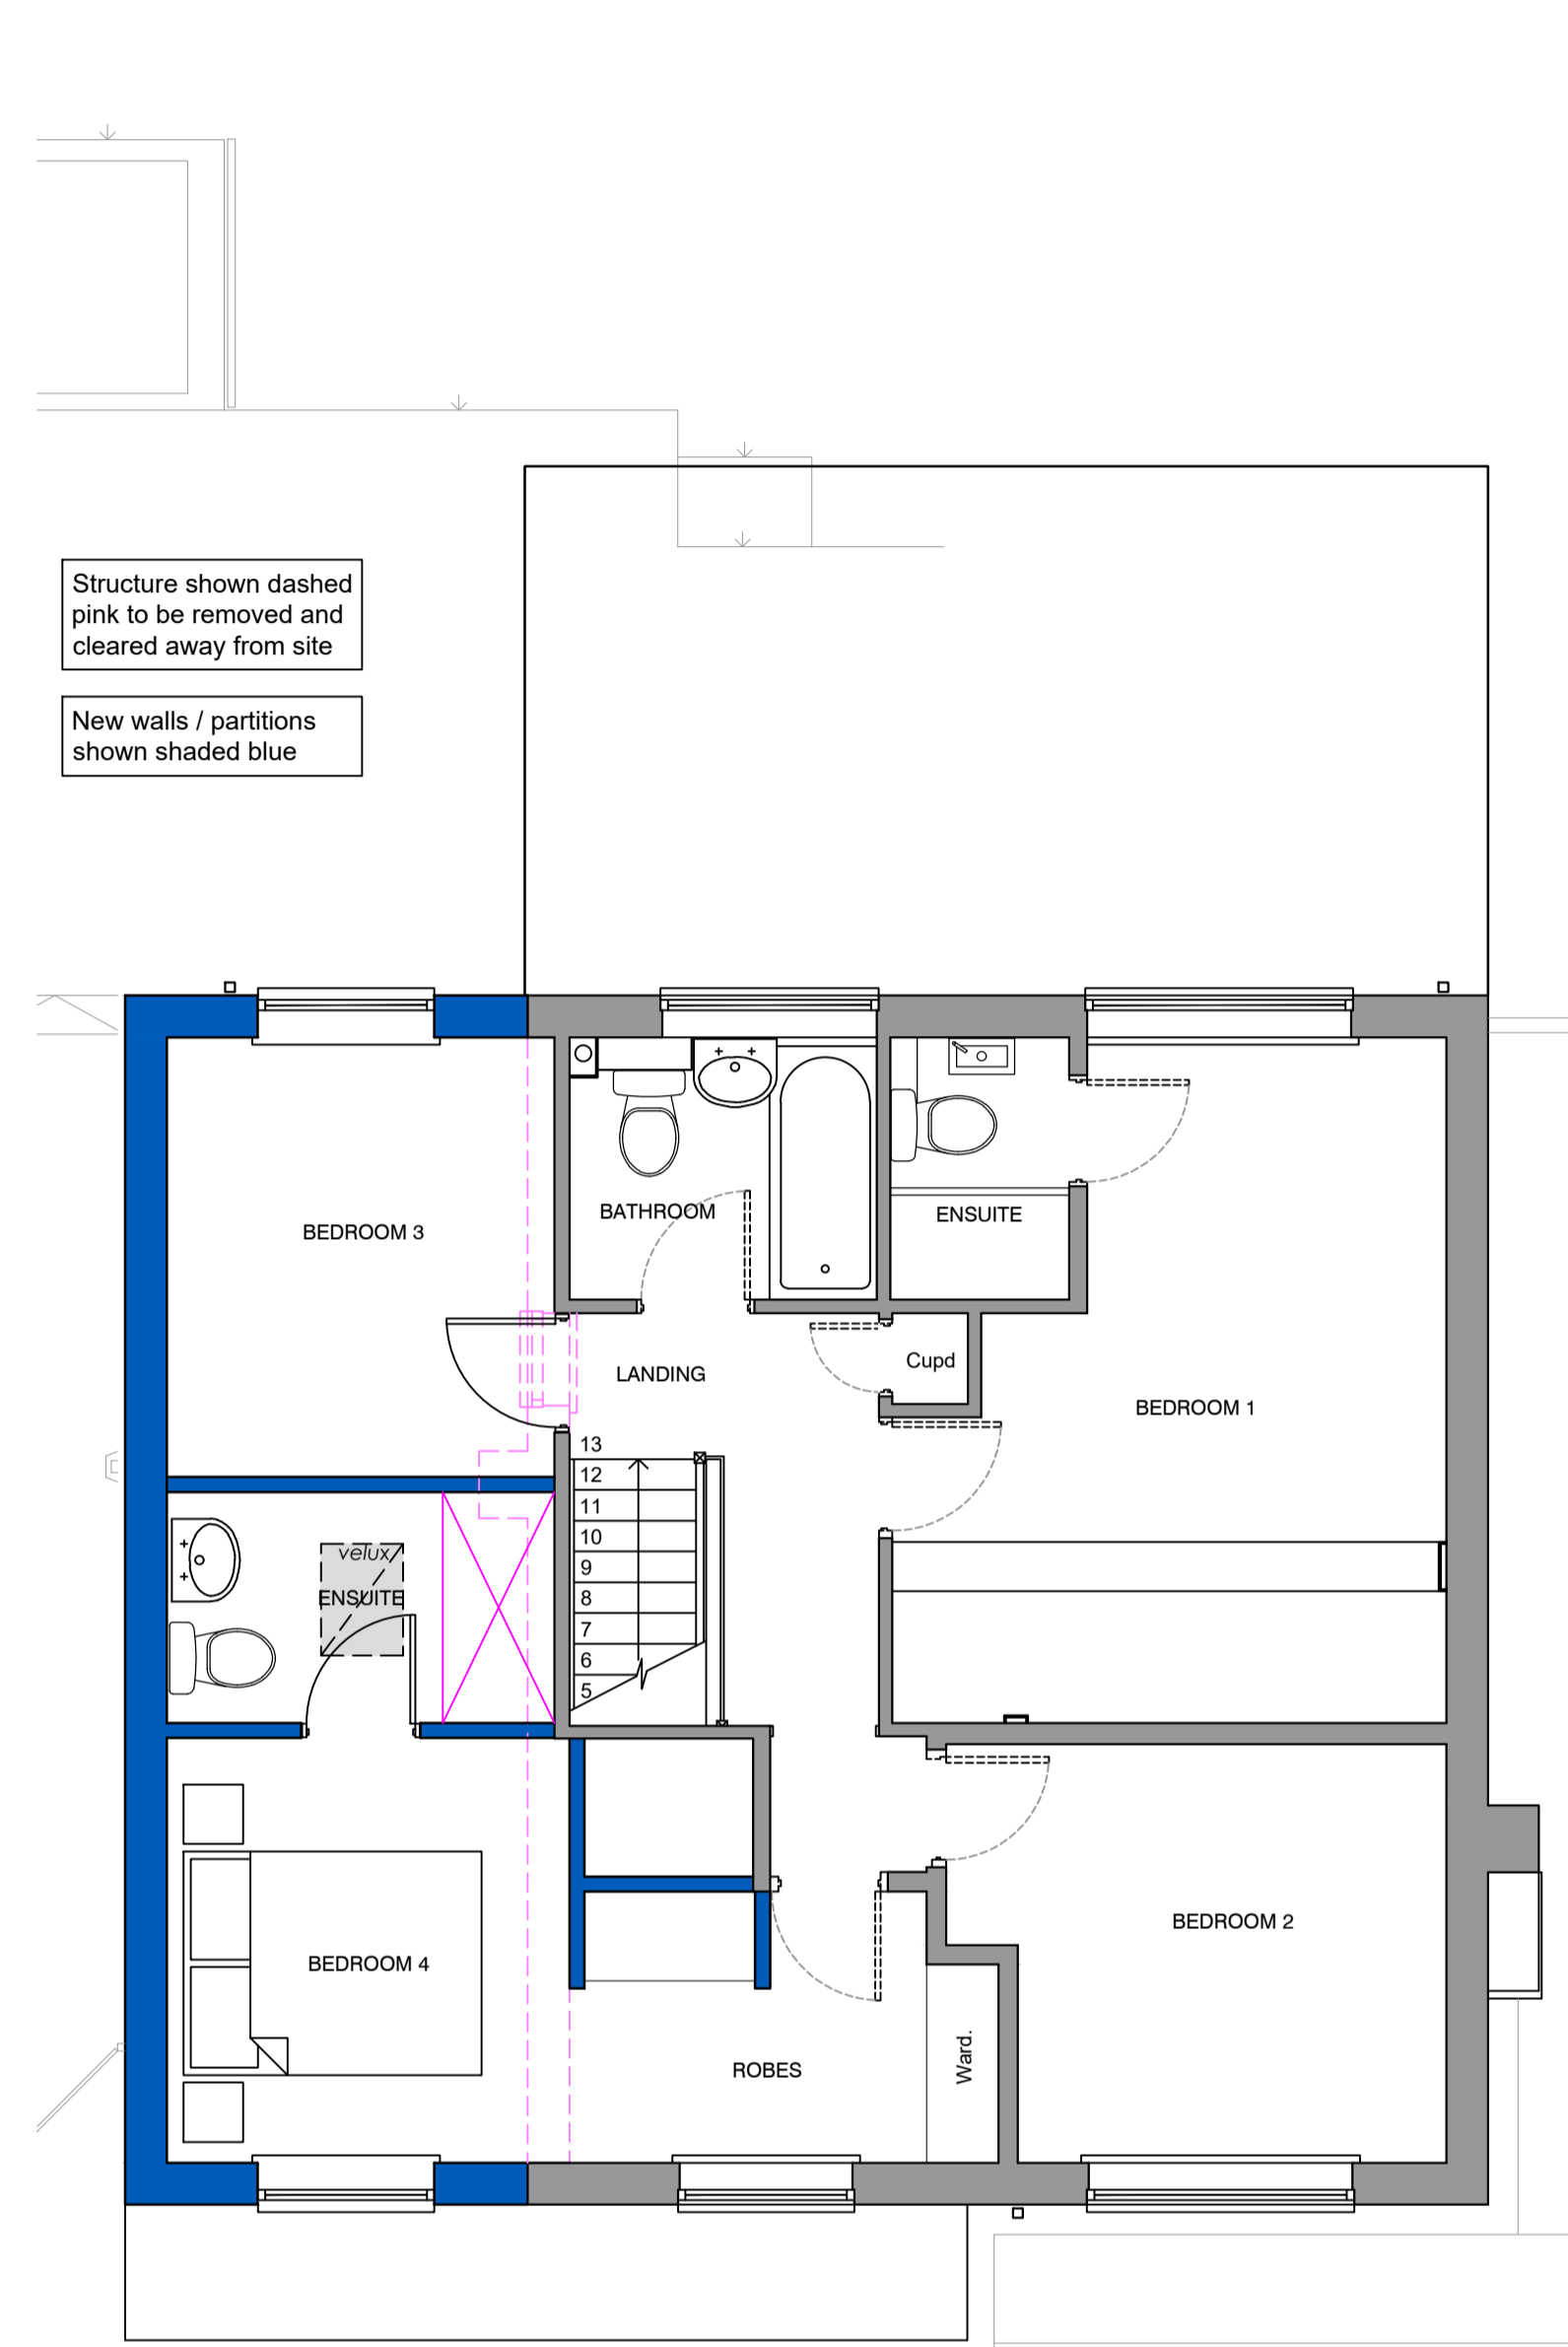 Structure shown dashed
pink to be removed and
cleared away from site
New walls / partitions
shown shaded blue
BATHROOM
ENSUITE
BEDROOM 3
LANDING
Cupd
BEDROOM 1
13
12
11
10
9
8
7
6
5
velux
ENSUITE
BEDROOM 2
BEDROOM 4
ROBES
Ward.